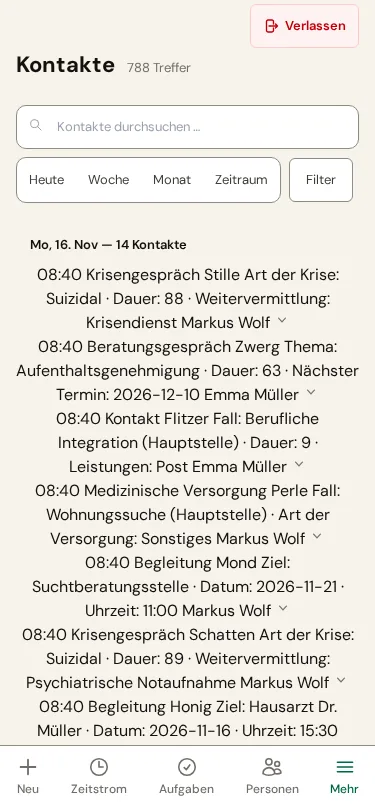 Verlassen
Kontakte 788 Treffer
Kontakte durchsuchen …
Heute Woche Monat Zeitraum Filter
Mo, 16. Nov — 14 Kontakte
08:40 Krisengespräch Stille Art der Krise:
Suizidal · Dauer: 88 · Weitervermittlung:
Krisendienst Markus Wolf
08:40 Beratungsgespräch Zwerg Thema:
Aufenthaltsgenehmigung · Dauer: 63 · Nächster
Termin: 2026-12-10 Emma Müller
08:40 Kontakt Flitzer Fall: Berufliche
Integration (Hauptstelle) · Dauer: 9 ·
Leistungen: Post Emma Müller
08:40 Medizinische Versorgung Perle Fall:
Wohnungssuche (Hauptstelle) · Art der
Versorgung: Sonstiges Markus Wolf
08:40 Begleitung Mond Ziel:
Suchtberatungsstelle · Datum: 2026-11-21 ·
Uhrzeit: 11:00 Markus Wolf
08:40 Krisengespräch Schatten Art der Krise:
Suizidal · Dauer: 89 · Weitervermittlung:
Psychiatrische Notaufnahme Markus Wolf
08:40 Begleitung Honig Ziel: Hausarzt Dr.
Müller · Datum: 2026-11-16 · Uhrzeit: 15:30
Neu Zeitstrom Aufgaben Personen Mehr